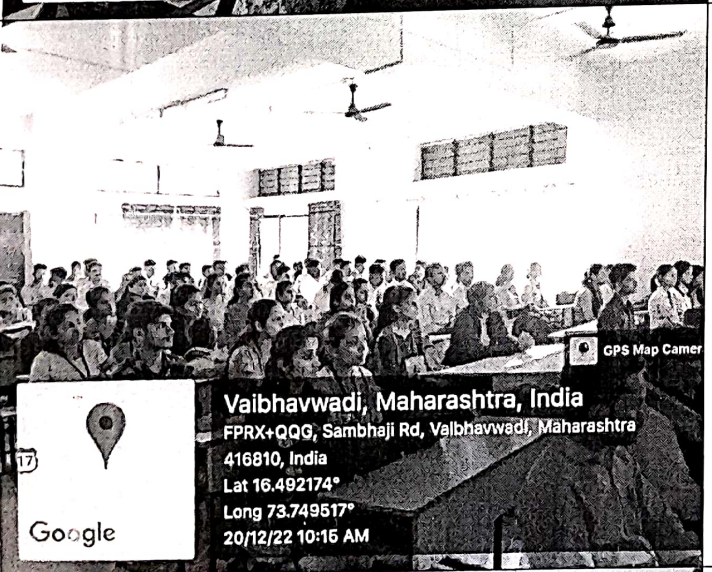 GPS Map Camer
Vaibhavwadi, Maharashtra, India
FPRX+QQG, Sambhaji Rd, Vaibhavwadi, Maharashtra
416810, India
Lat 16.492174°
Long 73.749517°
20/12/22 10:15 AM
17
Google